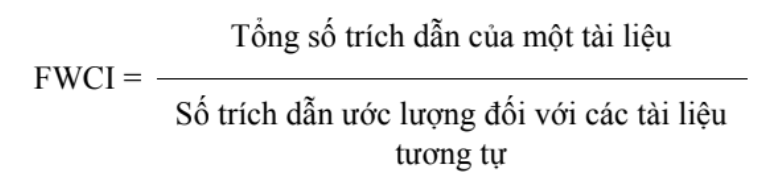 Tổng số trích dẫn của một tài liệu
FWCI =
Số trích dẫn ước lượng đối với các tài liệu
tương tự